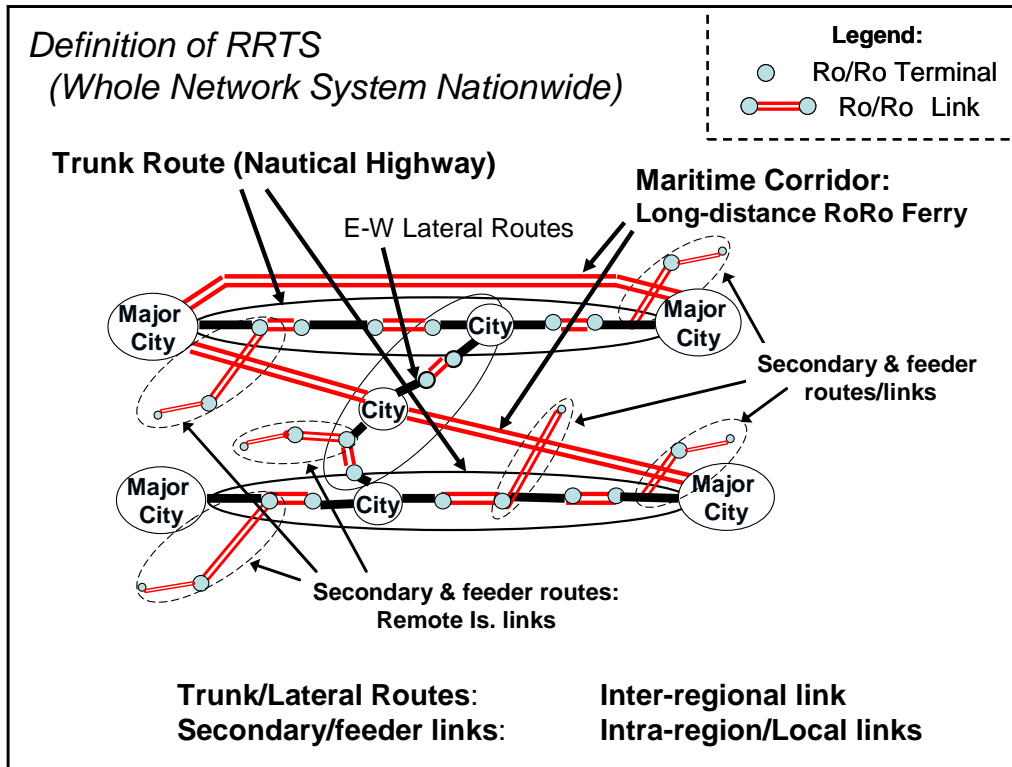 Definition of RRTS
(Whole Network System Nationwide)
Legend:
Ro/Ro Terminal
Ro/Ro Link
Trunk Route (Nautical Highway)
Maritime Corridor:
Long-distance RoRo Ferry
E-W Lateral Routes
Major
City
City
Major
City
Secondary & feeder
routes/links
City
Major
City
City
Major
City
Secondary & feeder routes:
Remote Is. links
Trunk/Lateral Routes: Inter-regional link
Secondary/feeder links: Intra-region/Local links